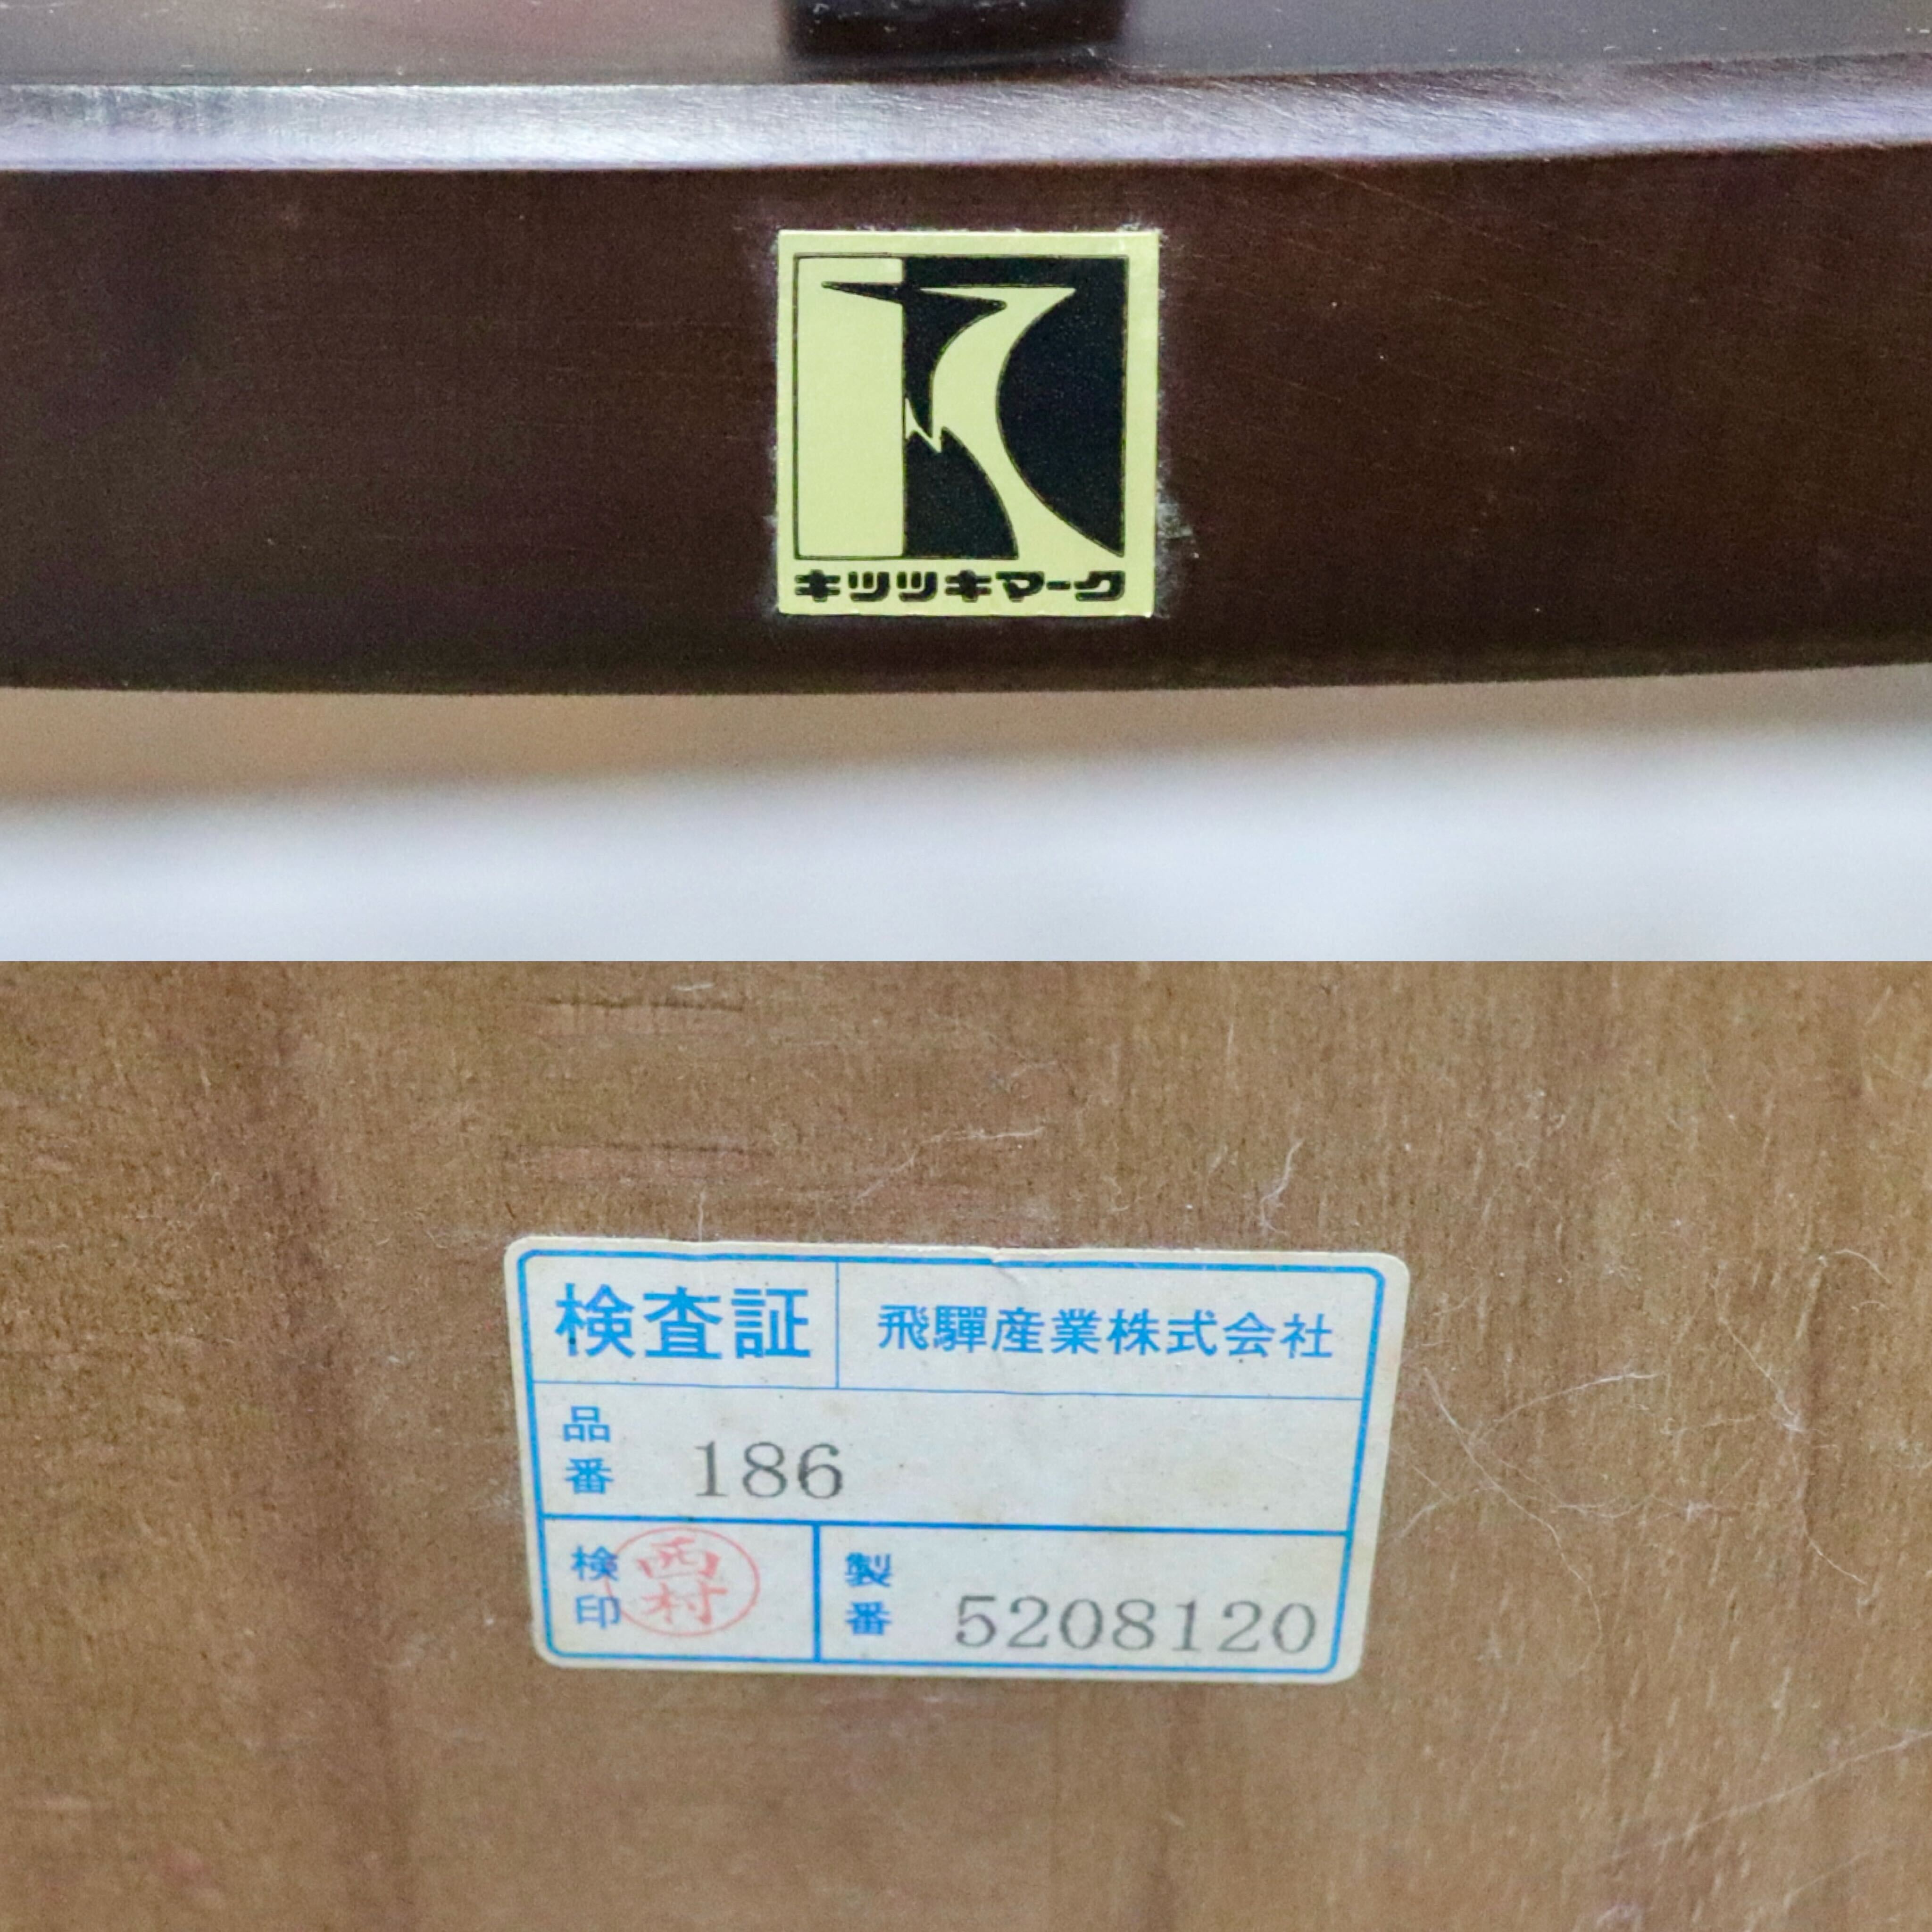 キツツキマーク
検査証 飛驒産業株式会社
品番 186
検印 西村 製番 5208120